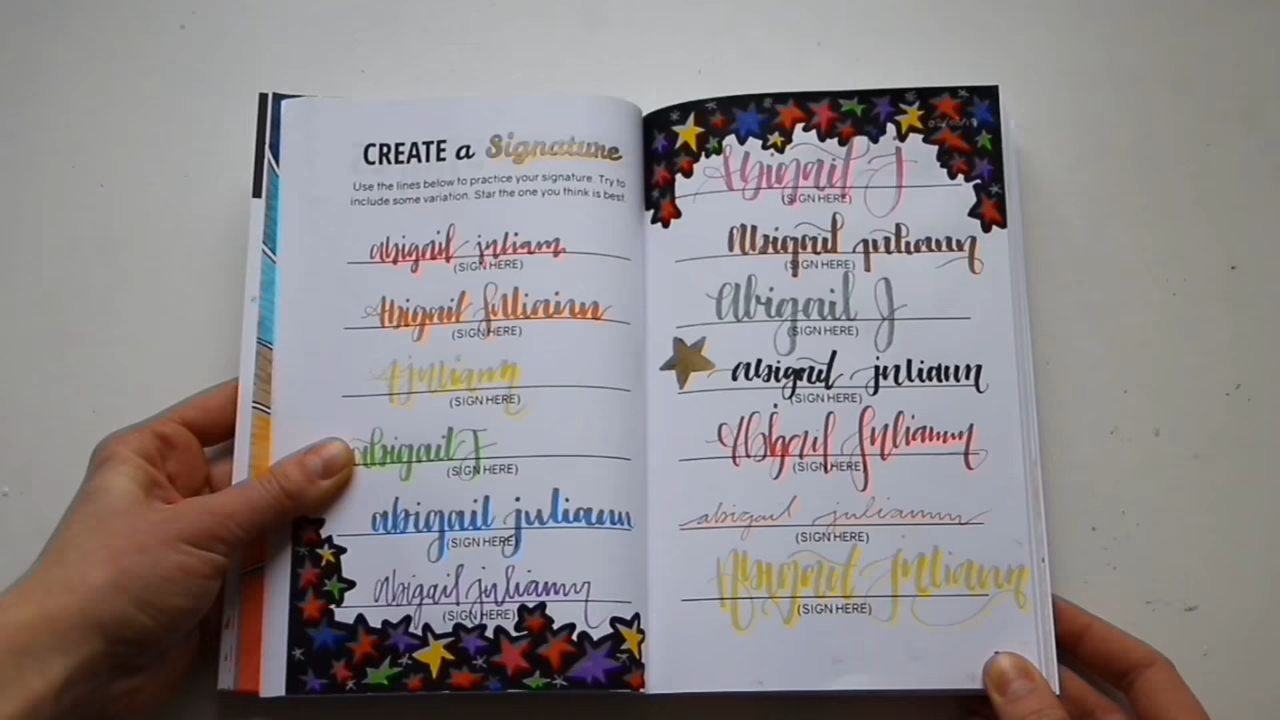 CREATE a Signature
Use the lines below to practice your signature. Try to
include some variation. Star the one you think is best.
abigail juliann
(SIGN HERE)
Abigail Juliann
(SIGN HERE)
A juliann
(SIGN HERE)
abigail J
(SIGN HERE)
abigail juliann
(SIGN HERE)
abigail juliann
(SIGN HERE)
Abigail J
(SIGN HERE)
Abigail juliann
(SIGN HERE)
Abigail J
(SIGN HERE)
abigail juliann
(SIGN HERE)
Abigail Juliann
(SIGN HERE)
abigail juliann
(SIGN HERE)
Abigail Juliann
(SIGN HERE)